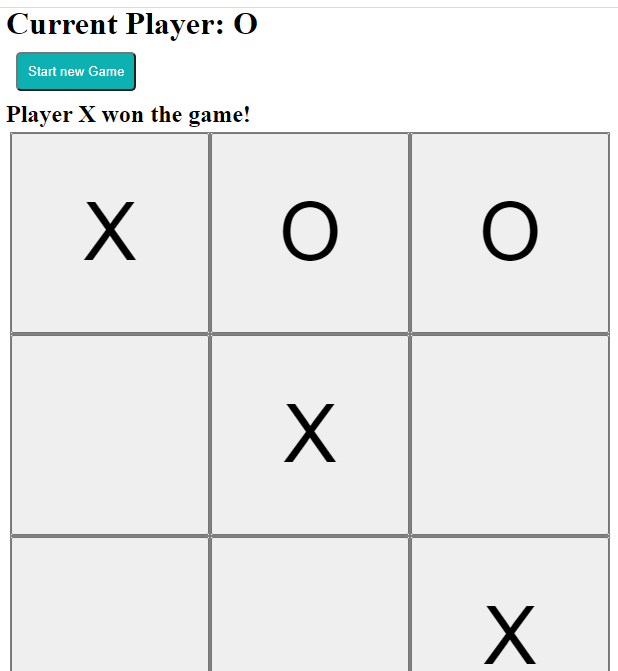 Current Player: O
Start new Game
Player X won the game!
X O O
X
X